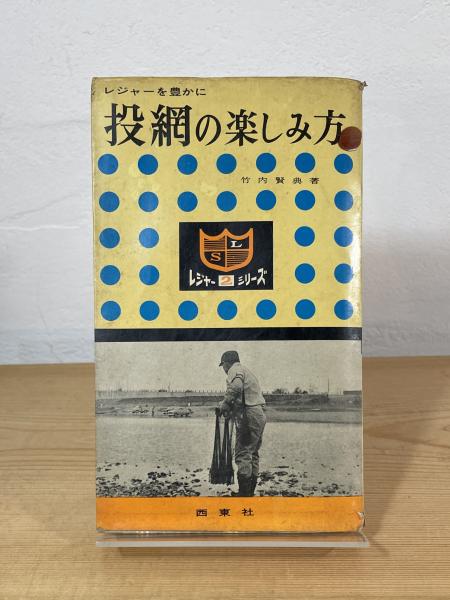 レジャーを豊かに
投網の楽しみ方
竹内賢典著
L
S
レジャー2シリーズ
西東社